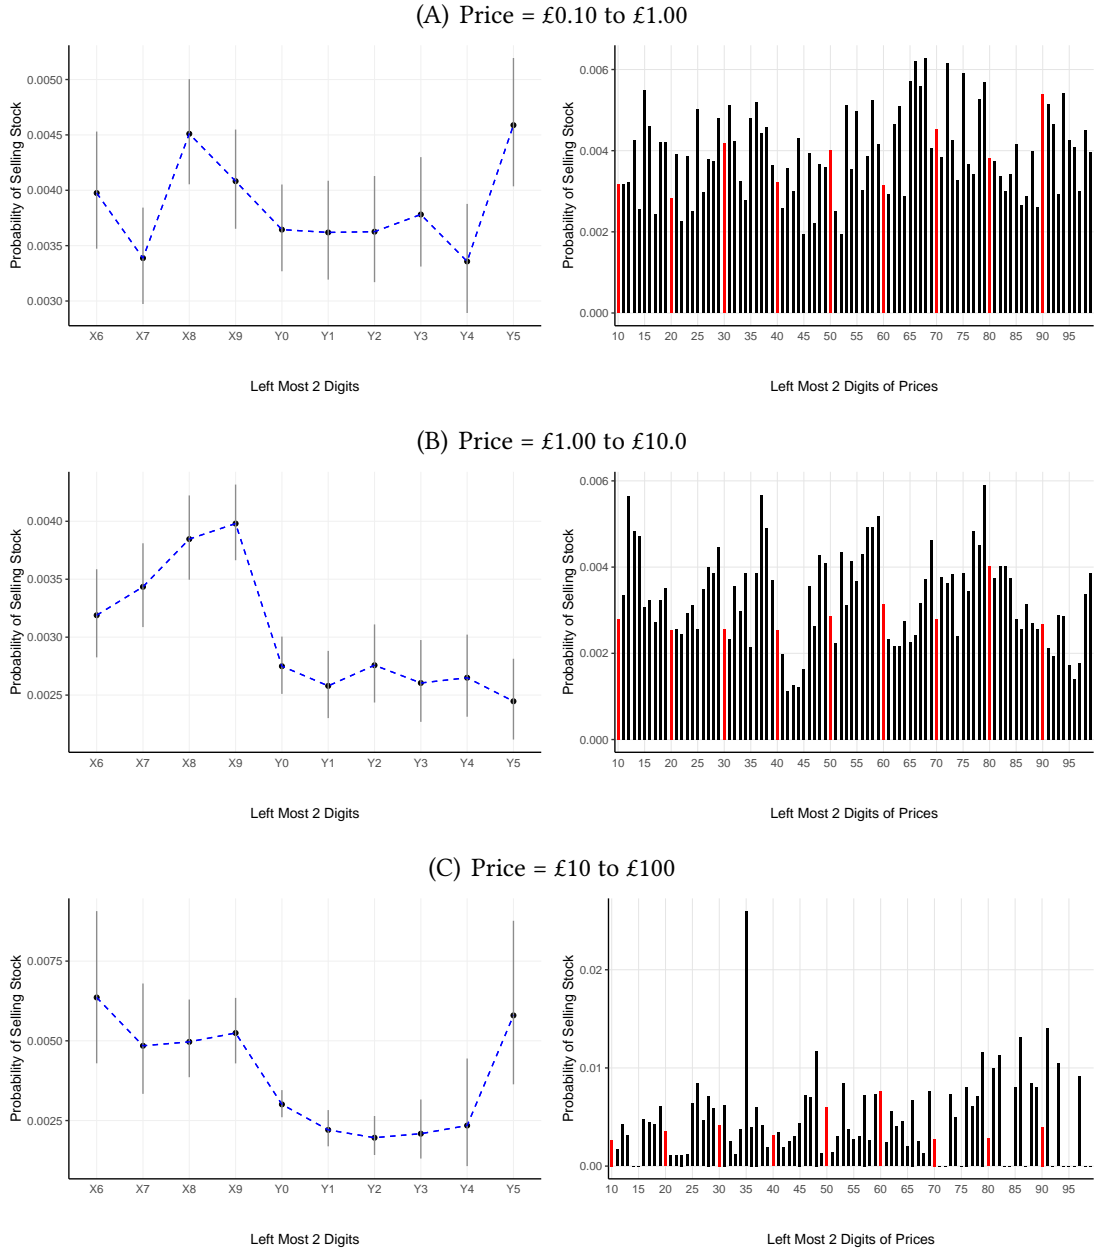 (A) Price = £0.10 to £1.00
Probability of Selling Stock
0.0050
0.0045
0.0040
0.0035
0.0030
X6 X7 X8 X9 Y0 Y1 Y2 Y3 Y4 Y5
Left Most 2 Digits
Probability of Selling Stock
0.006
0.004
0.002
0.000
10 15 20 25 30 35 40 45 50 55 60 65 70 75 80 85 90 95
Left Most 2 Digits of Prices
(B) Price = £1.00 to £10.0
Probability of Selling Stock
0.0040
0.0035
0.0030
0.0025
X6 X7 X8 X9 Y0 Y1 Y2 Y3 Y4 Y5
Left Most 2 Digits
Probability of Selling Stock
0.006
0.004
0.002
0.000
10 15 20 25 30 35 40 45 50 55 60 65 70 75 80 85 90 95
Left Most 2 Digits of Prices
(C) Price = £10 to £100
Probability of Selling Stock
0.0075
0.0050
0.0025
X6 X7 X8 X9 Y0 Y1 Y2 Y3 Y4 Y5
Left Most 2 Digits
Probability of Selling Stock
0.02
0.01
0.00
10 15 20 25 30 35 40 45 50 55 60 65 70 75 80 85 90 95
Left Most 2 Digits of Prices